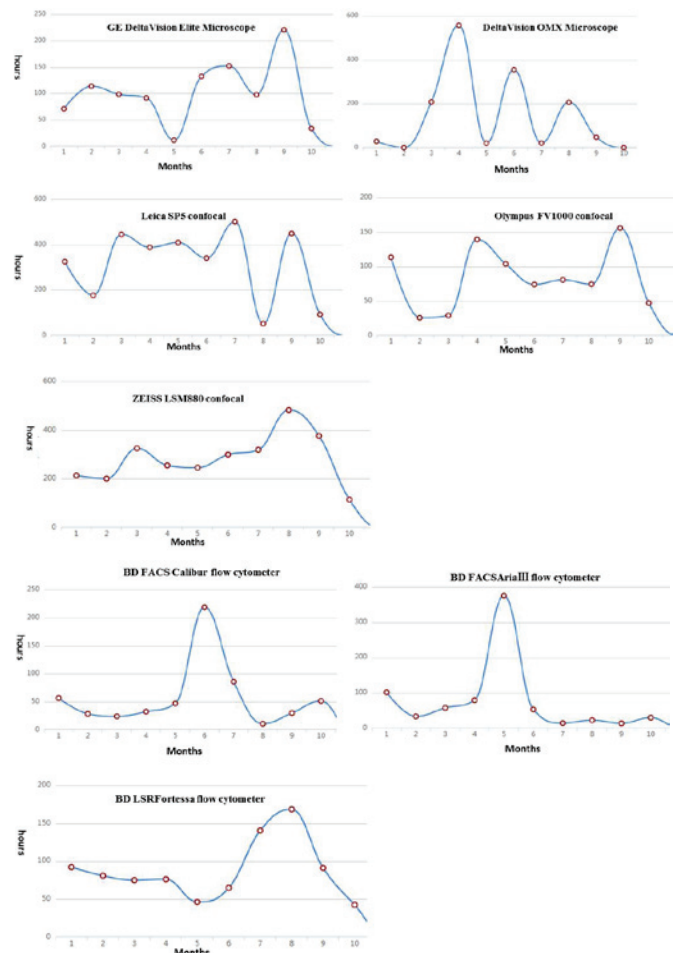 GE DeltaVision Elite Microscope
250
200
150
100
50
0
hours
1 2 3 4 5 6 7 8 9 10
Months
DeltaVision OMX Microscope
600
400
200
0
1 2 3 4 5 6 7 8 9 10
Months
Leica SP5 confocal
600
400
200
0
hours
1 2 3 4 5 6 7 8 9 10
Months
Olympus FV1000 confocal
200
150
100
50
0
1 2 3 4 5 6 7 8 9 10
Months
ZEISS LSM880 confocal
600
400
200
0
hours
1 2 3 4 5 6 7 8 9 10
Months
BD FACS Calibur flow cytometer
250
200
150
100
50
0
hours
1 2 3 4 5 6 7 8 9 10
Months
BD FACSAriaⅢ flow cytometer
400
300
200
100
0
1 2 3 4 5 6 7 8 9 10
Months
BD LSRFortessa flow cytometer
200
150
100
50
0
hours
1 2 3 4 5 6 7 8 9 10
Months